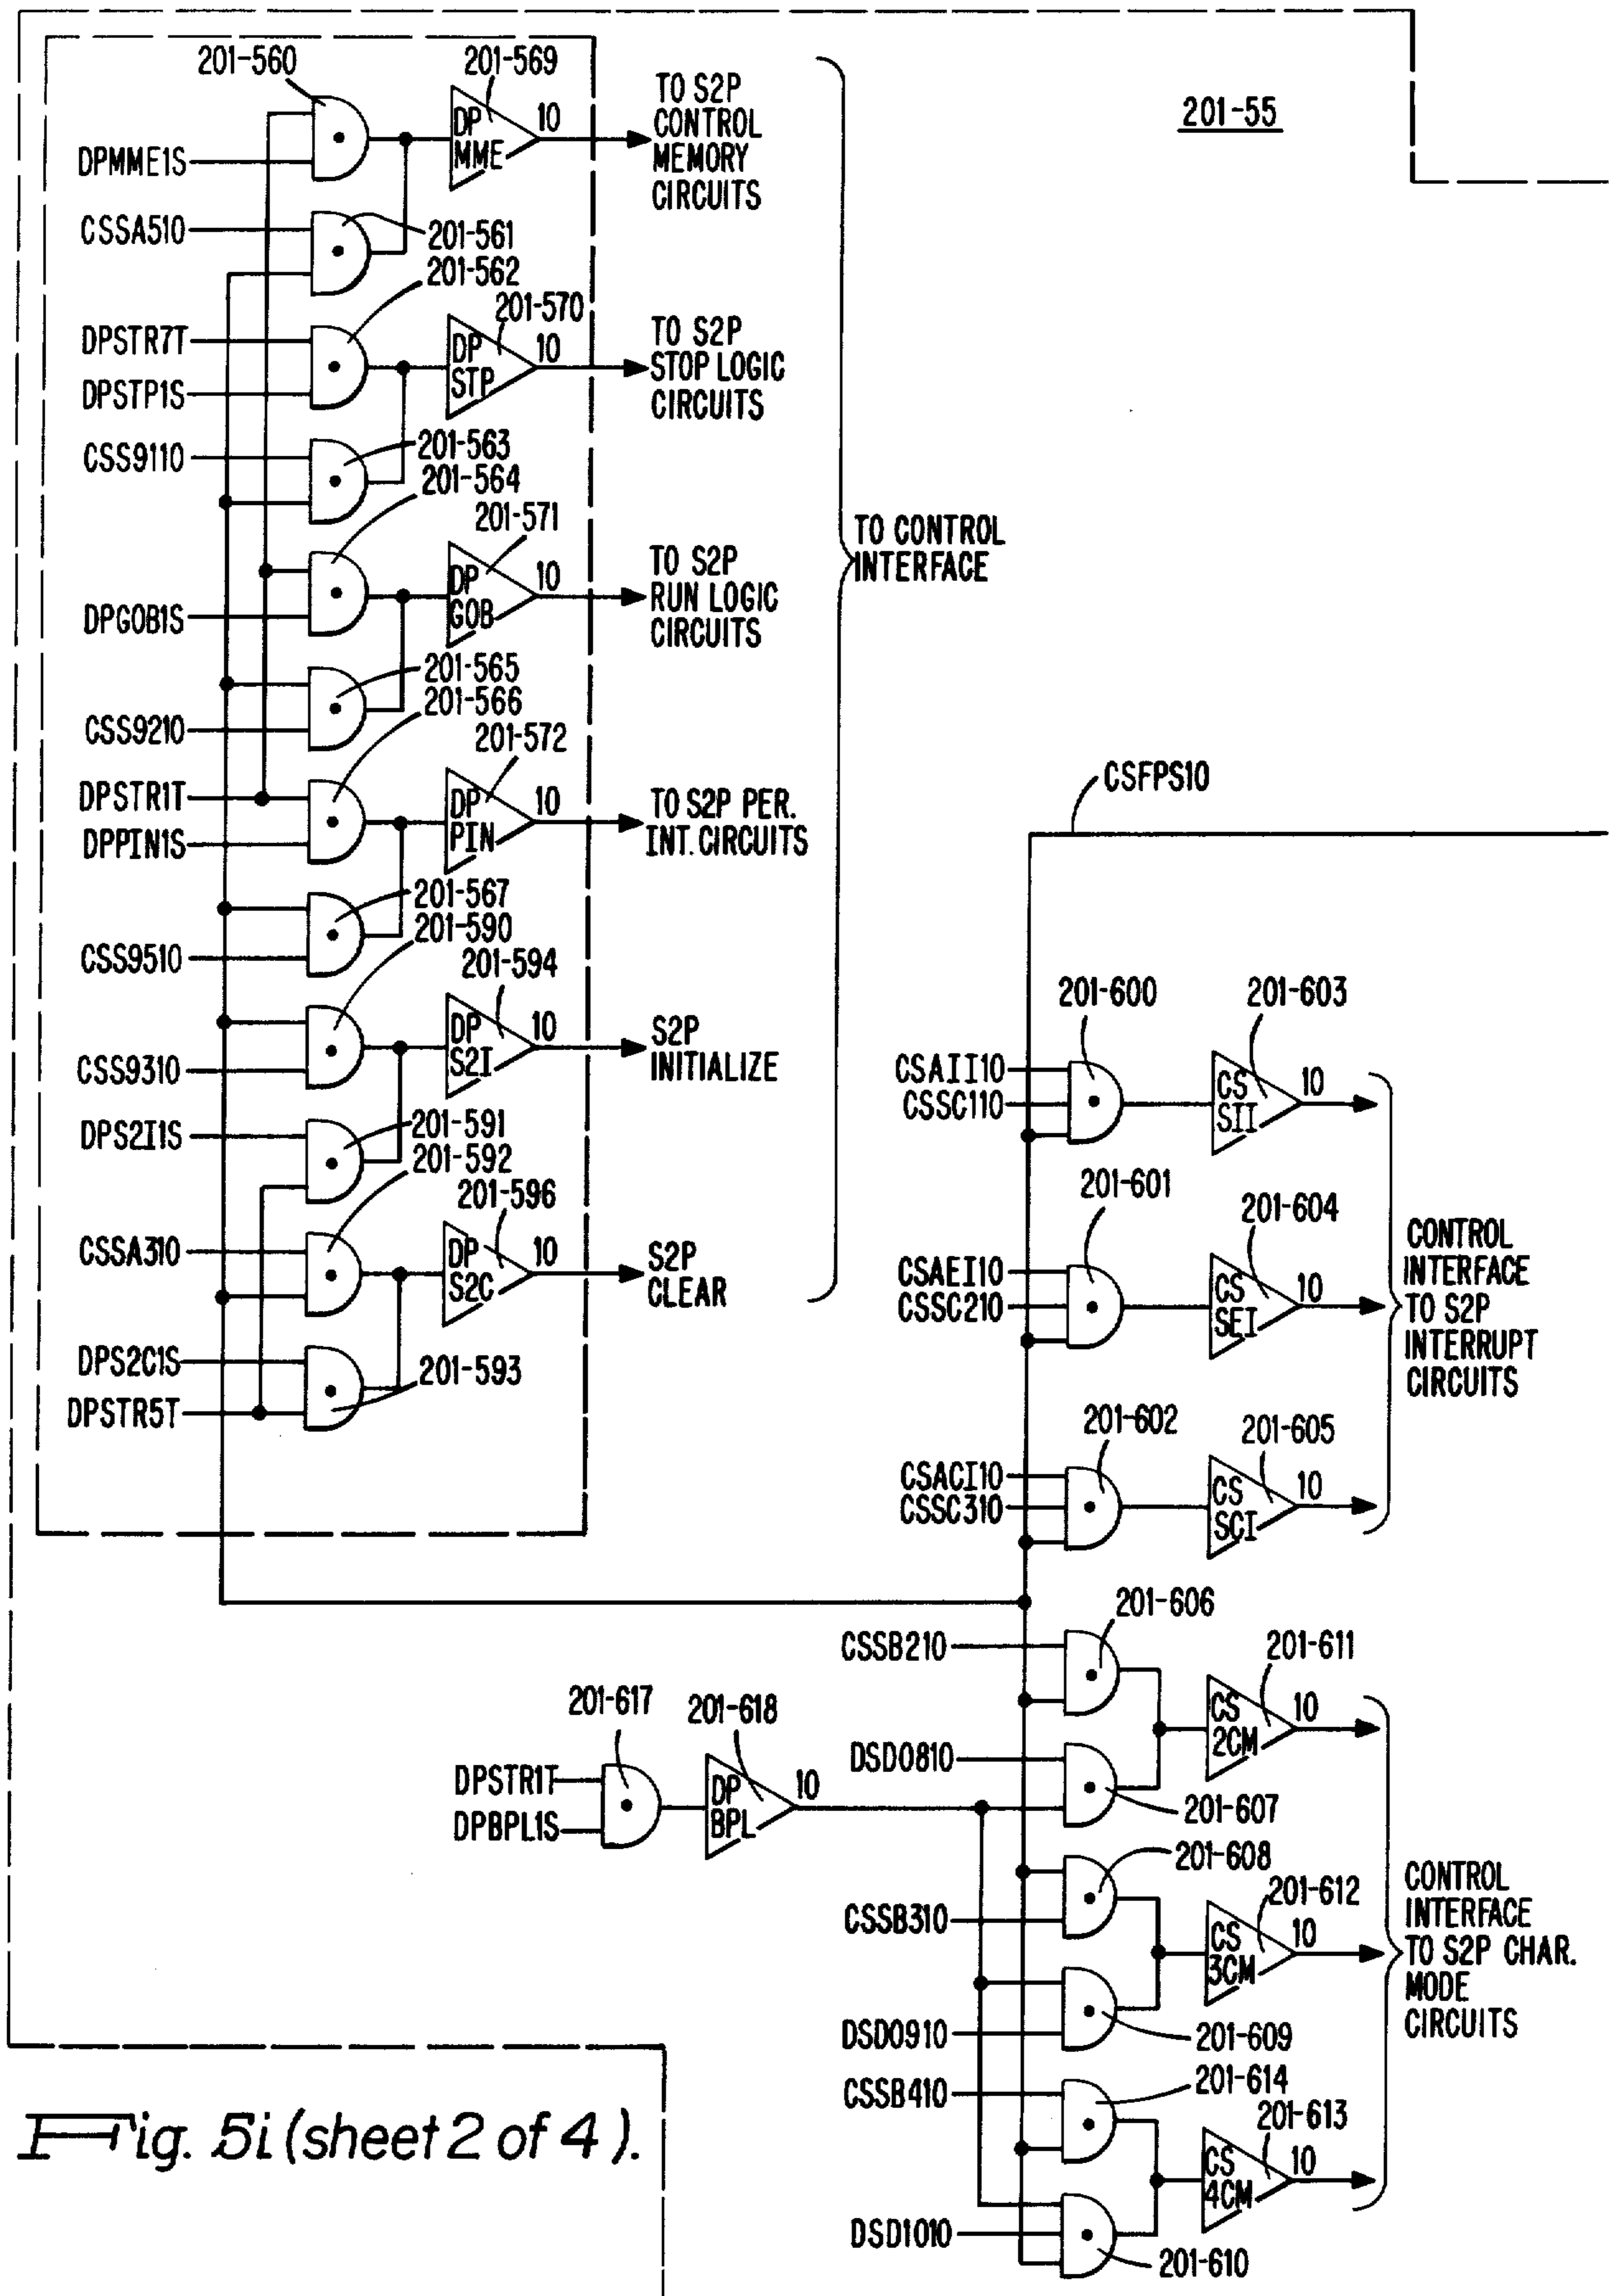 201-55
201-560
201-569
DPMME1S
DP
MME
10
TO S2P
CONTROL
MEMORY
CIRCUITS
CSSA510
201-561
201-562
201-570
DPSTR7T
DPSTP1S
DP
STP
10
TO S2P
STOP LOGIC
CIRCUITS
CSS9110
201-563
201-564
201-571
DPGOB1S
DP
GOB
10
TO S2P
RUN LOGIC
CIRCUITS
TO CONTROL
INTERFACE
CSS9210
201-565
201-566
201-572
DPSTR1T
DPPIN1S
DP
PIN
10
TO S2P PER.
INT. CIRCUITS
CSS9510
201-567
201-590
201-594
CSS9310
DP
S2I
10
S2P
INITIALIZE
DPS2I1S
201-591
201-592
201-596
CSSA310
DP
S2C
10
S2P
CLEAR
DPS2C1S
DPSTR5T
201-593
CSFPS10
201-600
201-603
CSAII10
CSSC110
CS
SII
10
201-601
201-604
CSAEI10
CSSC210
CS
SEI
10
CONTROL
INTERFACE
TO S2P
INTERRUPT
CIRCUITS
201-602
201-605
CSACI10
CSSC310
CS
SCI
10
201-606
201-611
CSSB210
CS
2CM
10
201-617
201-618
DPSTR1T
DPBPL1S
DP
BPL
10
DSD0810
201-607
201-608
201-612
CSSB310
CS
3CM
10
CONTROL
INTERFACE
TO S2P CHAR.
MODE
CIRCUITS
DSD0910
201-609
201-614
201-613
CSSB410
CS
4CM
10
DSD1010
201-610
Fig. 5i (sheet 2 of 4).